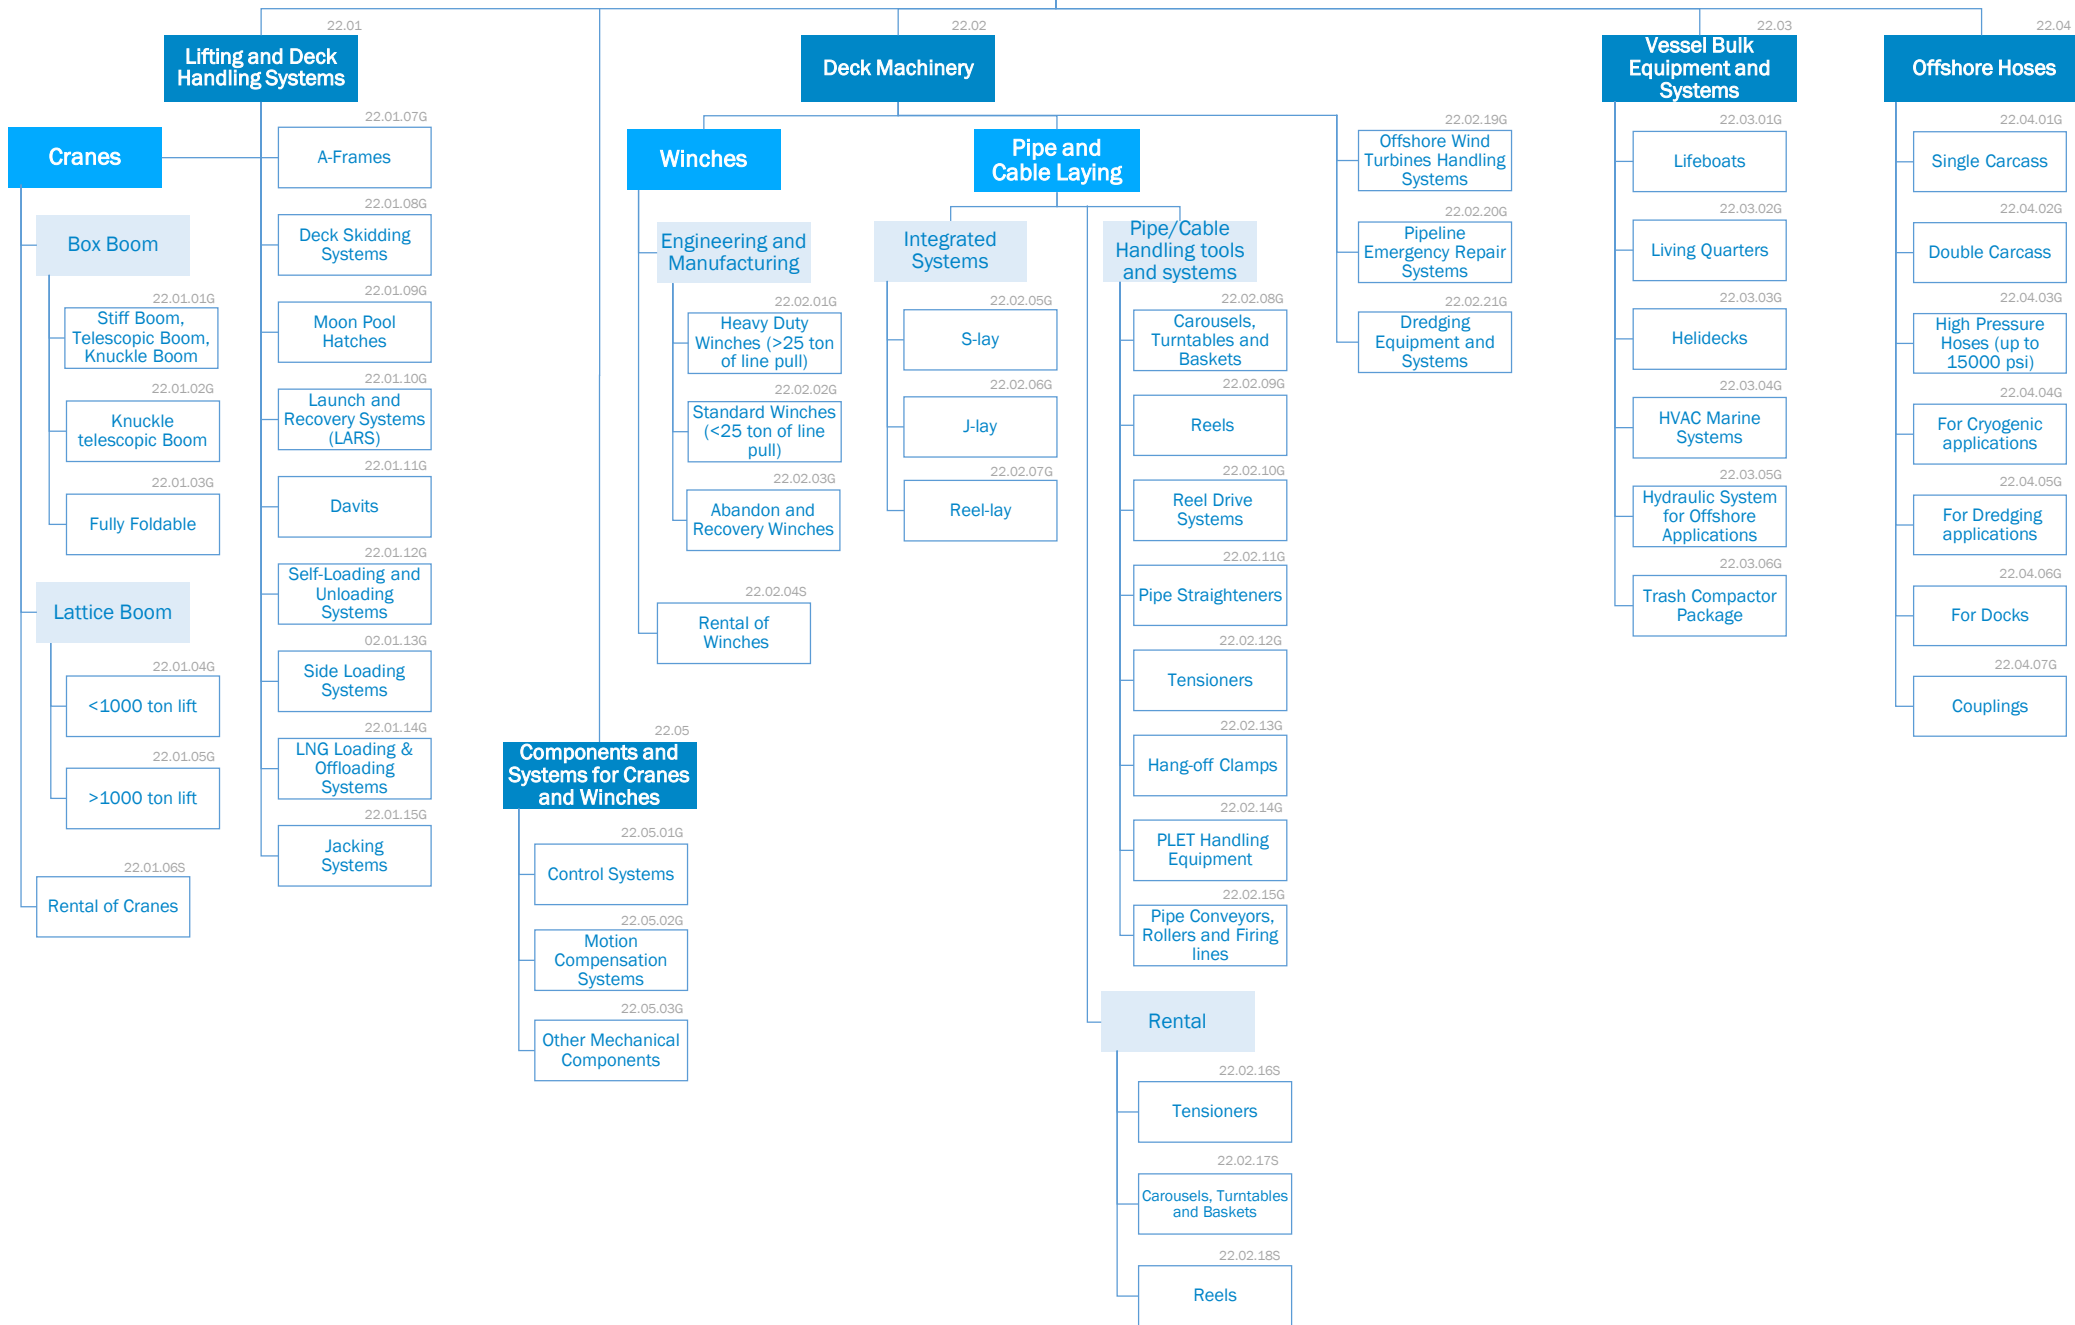 22.01
Lifting and Deck
Handling Systems
Cranes
Box Boom
22.01.01G
Stiff Boom,
Telescopic Boom,
Knuckle Boom
22.01.02G
Knuckle
telescopic Boom
22.01.03G
Fully Foldable
Lattice Boom
22.01.04G
<1000 ton lift
22.01.05G
>1000 ton lift
22.01.06S
Rental of Cranes
22.01.07G
A-Frames
22.01.08G
Deck Skidding
Systems
22.01.09G
Moon Pool
Hatches
22.01.10G
Launch and
Recovery Systems
(LARS)
22.01.11G
Davits
22.01.12G
Self-Loading and
Unloading
Systems
02.01.13G
Side Loading
Systems
22.01.14G
LNG Loading &
Offloading
Systems
22.01.15G
Jacking
Systems
22.05
Components and
Systems for Cranes
and Winches
22.05.01G
Control Systems
22.05.02G
Motion
Compensation
Systems
22.05.03G
Other Mechanical
Components
22.02
Deck Machinery
Winches
Engineering and
Manufacturing
22.02.01G
Heavy Duty
Winches (>25 ton
of line pull)
22.02.02G
Standard Winches
(<25 ton of line
pull)
22.02.03G
Abandon and
Recovery Winches
22.02.04S
Rental of
Winches
Pipe and
Cable Laying
Integrated
Systems
22.02.05G
S-lay
22.02.06G
J-lay
22.02.07G
Reel-lay
Pipe/Cable
Handling tools
and systems
22.02.08G
Carousels,
Turntables and
Baskets
22.02.09G
Reels
22.02.10G
Reel Drive
Systems
22.02.11G
Pipe Straighteners
22.02.12G
Tensioners
22.02.13G
Hang-off Clamps
22.02.14G
PLET Handling
Equipment
22.02.15G
Pipe Conveyors,
Rollers and Firing
lines
Rental
22.02.16S
Tensioners
22.02.17S
Carousels, Turntables
and Baskets
22.02.18S
Reels
22.02.19G
Offshore Wind
Turbines Handling
Systems
22.02.20G
Pipeline
Emergency Repair
Systems
22.02.21G
Dredging
Equipment and
Systems
22.03
Vessel Bulk
Equipment and
Systems
22.03.01G
Lifeboats
22.03.02G
Living Quarters
22.03.03G
Helidecks
22.03.04G
HVAC Marine
Systems
22.03.05G
Hydraulic System
for Offshore
Applications
22.03.06G
Trash Compactor
Package
22.04
Offshore Hoses
22.04.01G
Single Carcass
22.04.02G
Double Carcass
22.04.03G
High Pressure
Hoses (up to
15000 psi)
22.04.04G
For Cryogenic
applications
22.04.05G
For Dredging
applications
22.04.06G
For Docks
22.04.07G
Couplings